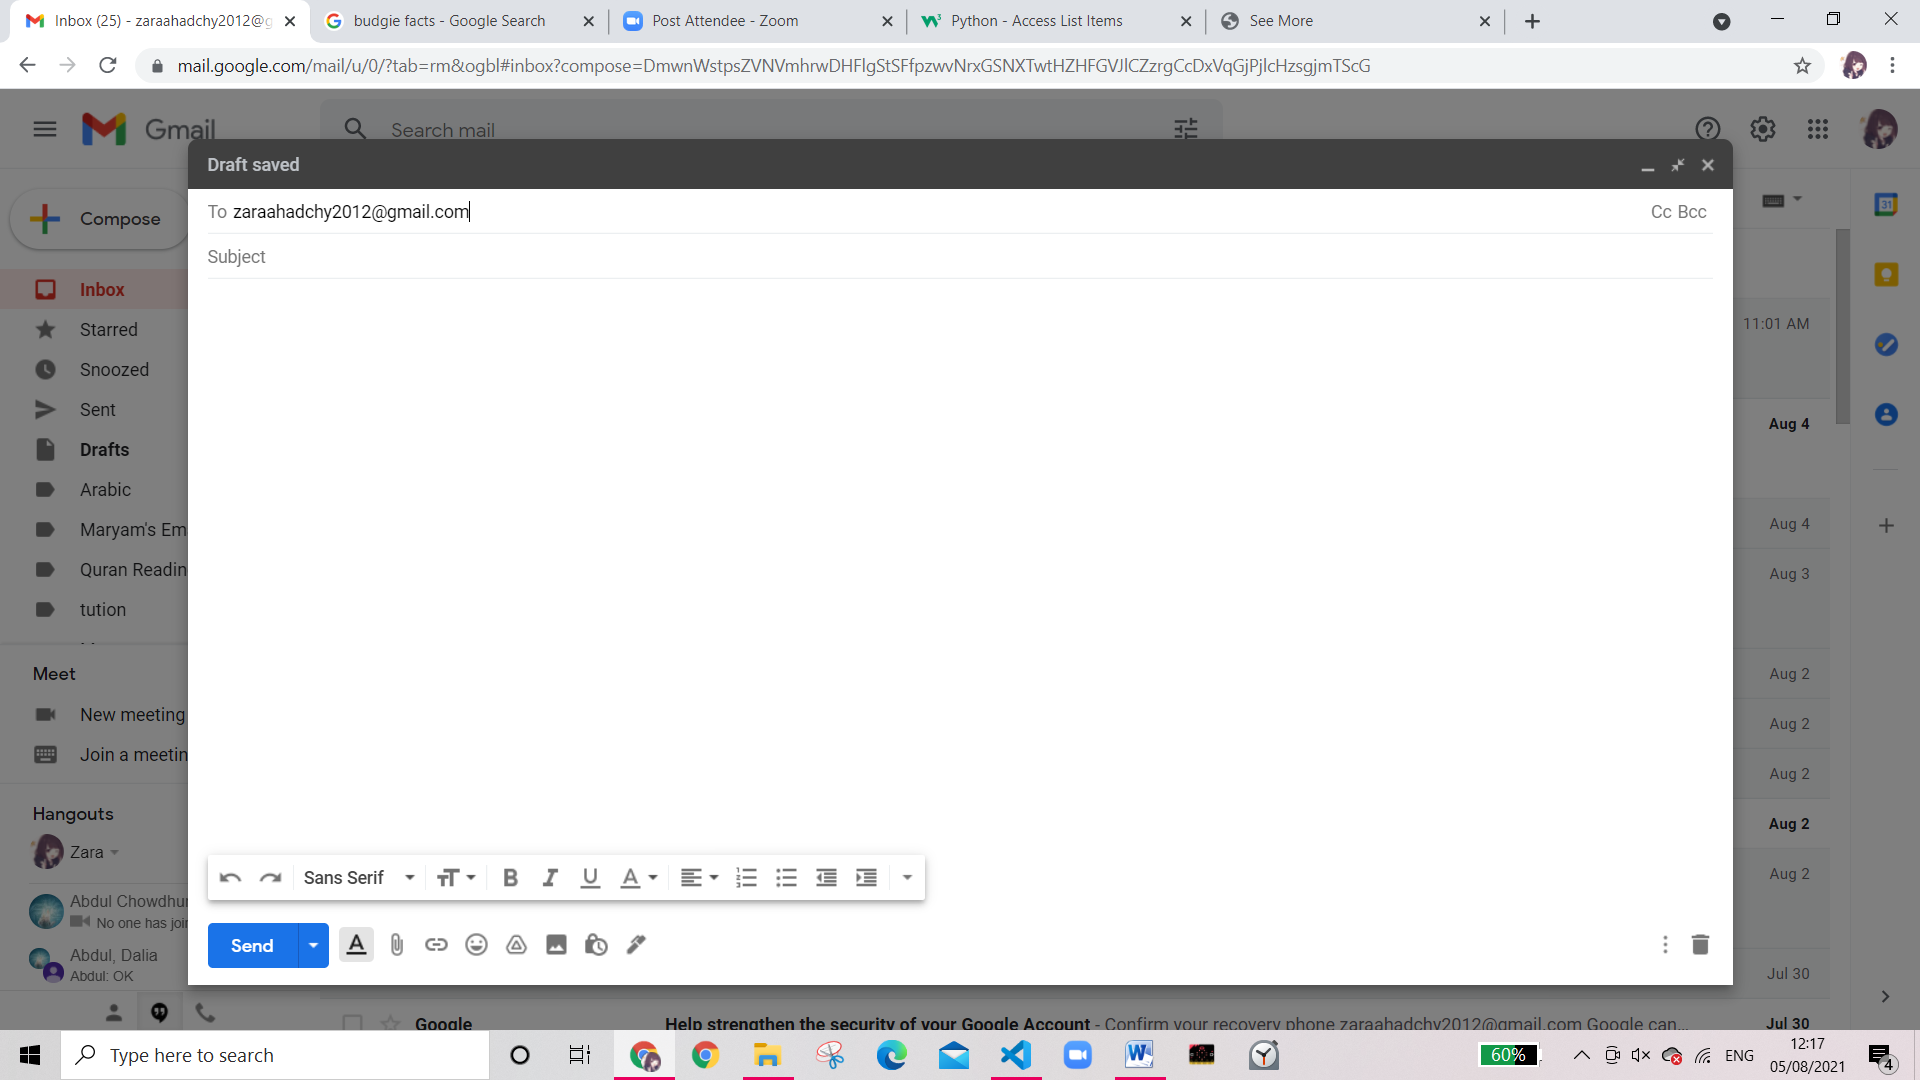 Inbox (25) - zaraahadchy2012@g
budgie facts - Google Search
Post Attendee - Zoom
Python - Access List Items
See More
mail.google.com/mail/u/0/?tab=rm&ogbl#inbox?compose=DmwnWstpsZVNVmhrwDHFlgStSFfpzwvNrxGSNXTwtHZHFGVJlCZzrgCcDxVqGjPjlcHzsgjmTScG
Gmail
Search mail
Draft saved
To zaraahadchy2012@gmail.com
Cc Bcc
Subject
Compose
Inbox
Starred
Snoozed
Sent
Drafts
Arabic
Maryam's Em
Quran Readin
tution
Meet
New meeting
Join a meetin
Hangouts
Zara
Abdul Chowdhur
No one has join
Abdul, Dalia
Abdul: OK
11:01 AM
Aug 4
Aug 4
Aug 3
Aug 2
Aug 2
Aug 2
Aug 2
Aug 2
Jul 30
Sans Serif
Send
Google
Help strengthen the security of your Google Account - Confirm your recovery phone zaraahadchy2012@gmail.com Google can...
Jul 30
Type here to search
60%
ENG
12:17
05/08/2021
4